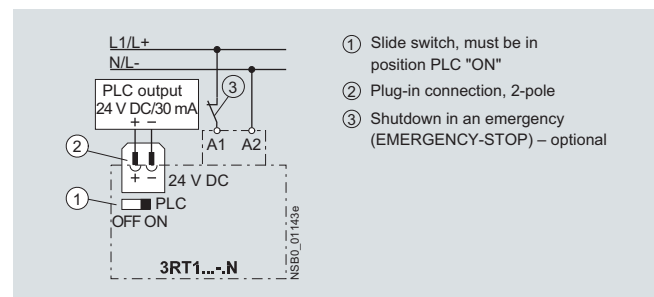 L1/L+
N/L-
PLC output
24 V DC/30 mA
+ −
3
A1 A2
2
+ −
24 V DC
1
PLC
OFF ON
3RT1...-.N
NSB0_01143e
1 Slide switch, must be in
position PLC "ON"
2 Plug-in connection, 2-pole
3 Shutdown in an emergency
(EMERGENCY-STOP) – optional